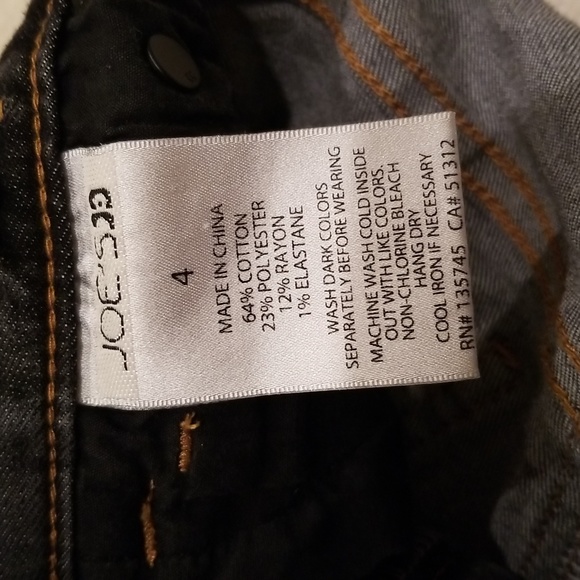 JOE'S
4
MADE IN CHINA
64% COTTON
23% POLYESTER
12% RAYON
1% ELASTANE
WASH DARK COLORS
SEPARATELY BEFORE WEARING
MACHINE WASH COLD INSIDE
OUT WITH LIKE COLORS.
NON-CHLORINE BLEACH
HANG DRY
COOL IRON IF NECESSARY
RN# 135745 CA# 51312